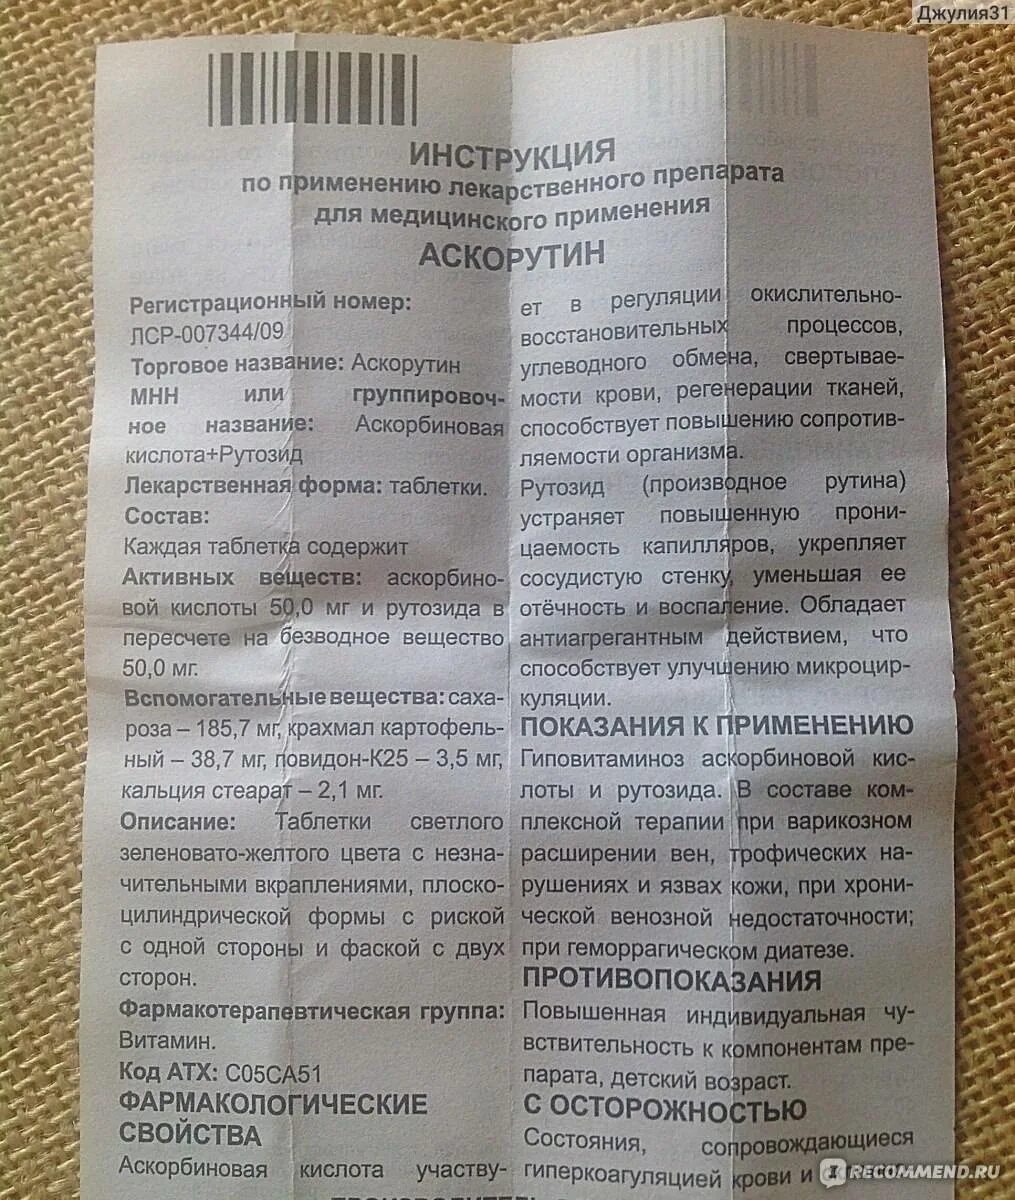 Джулия31
ИНСТРУКЦИЯ
по применению лекарственного препарата
для медицинского применения
АСКОРУТИН
Регистрационный номер:
ЛСР-007344/09
Торговое название: Аскорутин
МНН или группировоч-
ное название: Аскорбиновая
кислота+Рутозид
Лекарственная форма: таблетки.
Состав:
Каждая таблетка содержит
Активных веществ: аскорбино-
вой кислоты 50,0 мг и рутозида в
пересчете на безводное вещество
50,0 мг.
Вспомогательные вещества: саха-
роза – 185,7 мг, крахмал картофель-
ный – 38,7 мг, повидон-К25 – 3,5 мг,
кальция стеарат – 2,1 мг.
Описание: Таблетки светлого
зеленовато-желтого цвета с незна-
чительными вкраплениями, плоско-
цилиндрической формы с риской
с одной стороны и фаской с двух
сторон.
Фармакотерапевтическая группа:
Витамин.
Код АТХ: С05СА51
ФАРМАКОЛОГИЧЕСКИЕ
СВОЙСТВА
Аскорбиновая кислота участву-
ет в регуляции окислительно-
восстановительных процессов,
углеводного обмена, свертывае-
мости крови, регенерации тканей,
способствует повышению сопротив-
ляемости организма.
Рутозид (производное рутина)
устраняет повышенную прони-
цаемость капилляров, укрепляет
сосудистую стенку, уменьшая ее
отёчность и воспаление. Обладает
антиагрегантным действием, что
способствует улучшению микроцир-
куляции.
ПОКАЗАНИЯ К ПРИМЕНЕНИЮ
Гиповитаминоз аскорбиновой кис-
лоты и рутозида. В составе ком-
плексной терапии при варикозном
расширении вен, трофических на-
рушениях и язвах кожи, при хрони-
ческой венозной недостаточности;
при геморрагическом диатезе.
ПРОТИВОПОКАЗАНИЯ
Повышенная индивидуальная чу-
вствительность к компонентам пре-
парата, детский возраст.
С ОСТОРОЖНОСТЬЮ
Состояния, сопровождающиеся
гиперкоагуляцией крови и
IRECOMMEND.RU